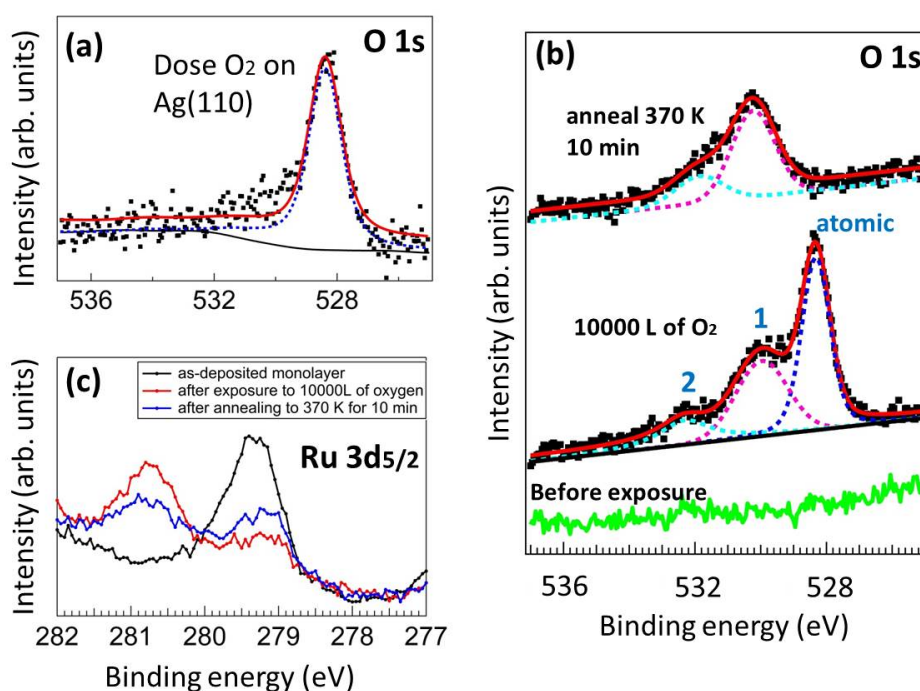 (a)
O 1s
Dose O₂ on
Ag(110)
Intensity (arb. units)
536
532
528
(b)
O 1s
anneal 370 K
10 min
atomic
10000 L of O₂
1
2
Before exposure
Intensity (arb. units)
536
532
528
Binding energy (eV)
(c)
as-deposited monolayer
after exposure to 10000L of oxygen
after annealing to 370 K for 10 min
Ru 3d5/2
Intensity (arb. units)
282
281
280
279
278
277
Binding energy (eV)